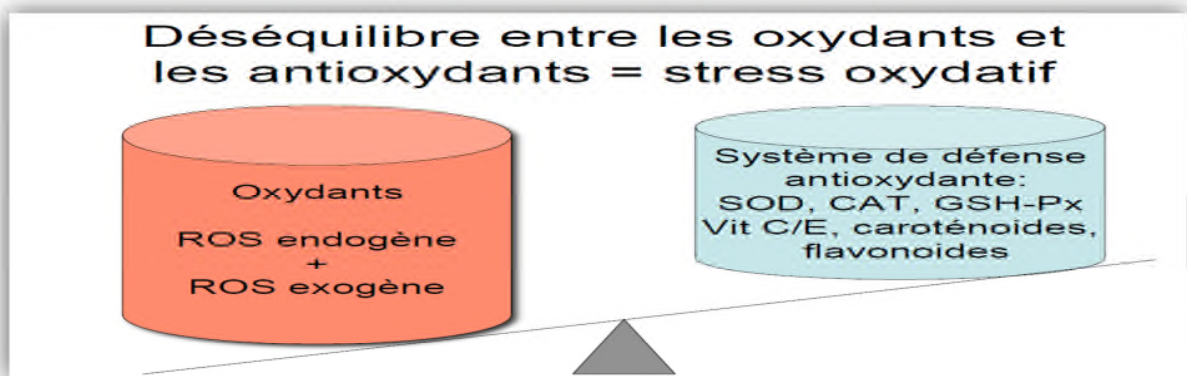 Déséquilibre entre les oxydants et
les antioxydants = stress oxydatif
Oxydants
ROS endogène
+
ROS exogène
Système de défense
antioxydante:
SOD, CAT, GSH-Px
Vit C/E, caroténoides,
flavonoides